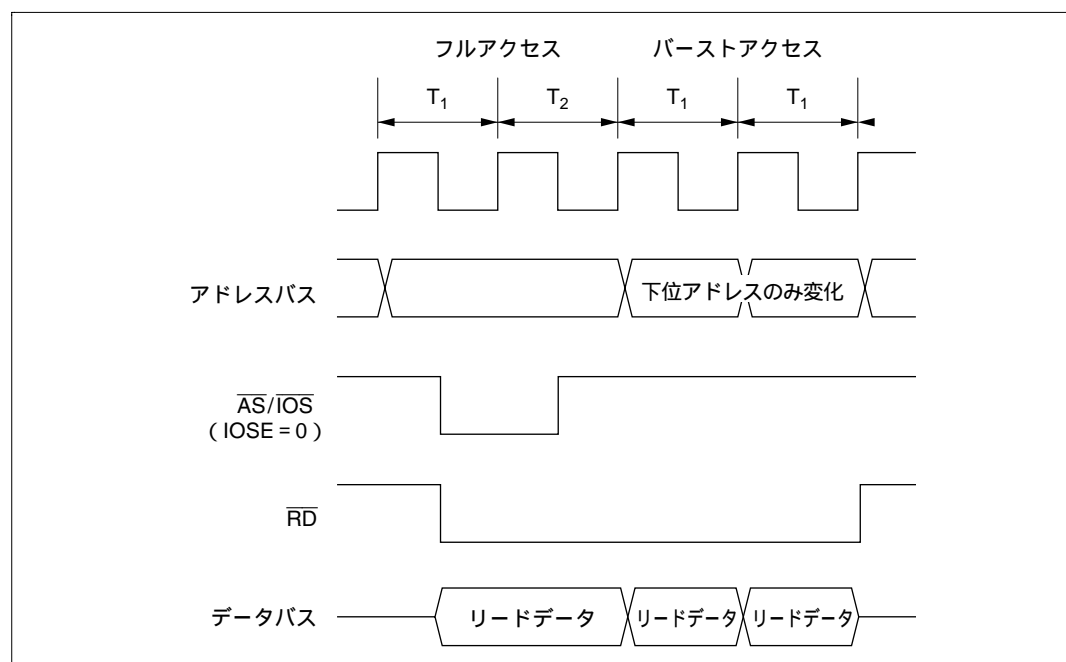 フルアクセス バーストアクセス
T1 T2 T1 T1
アドレスバス 下位アドレスのみ変化
AS/IOS
( IOSE = 0 )
RD
データバス リードデータ リードデータ リードデータ